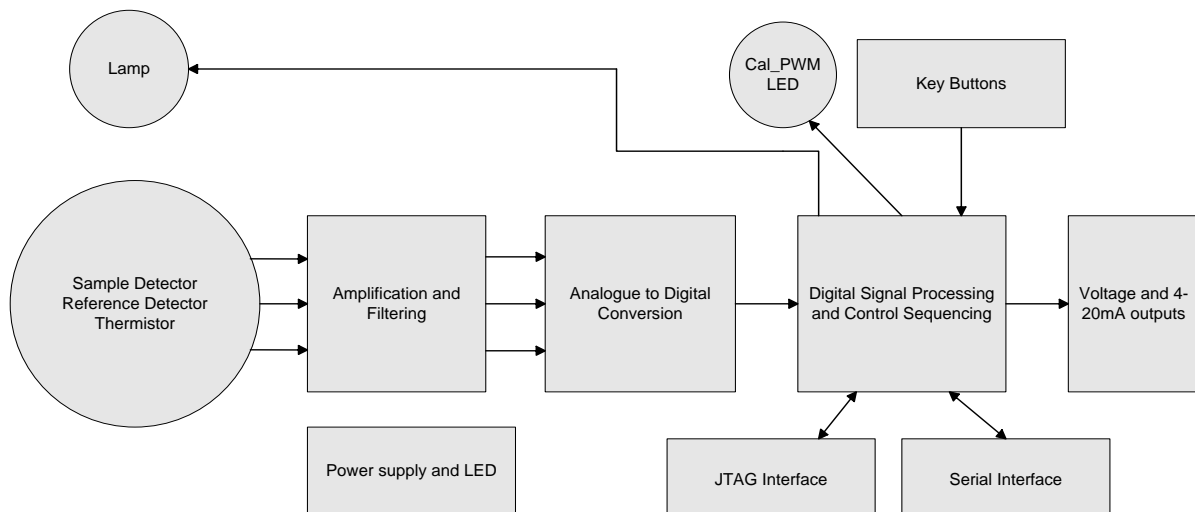 Lamp
Cal_PWM
LED
Key Buttons
Sample Detector
Reference Detector
Thermistor
Amplification and
Filtering
Analogue to Digital
Conversion
Digital Signal Processing
and Control Sequencing
Voltage and 4-
20mA outputs
Power supply and LED
JTAG Interface
Serial Interface